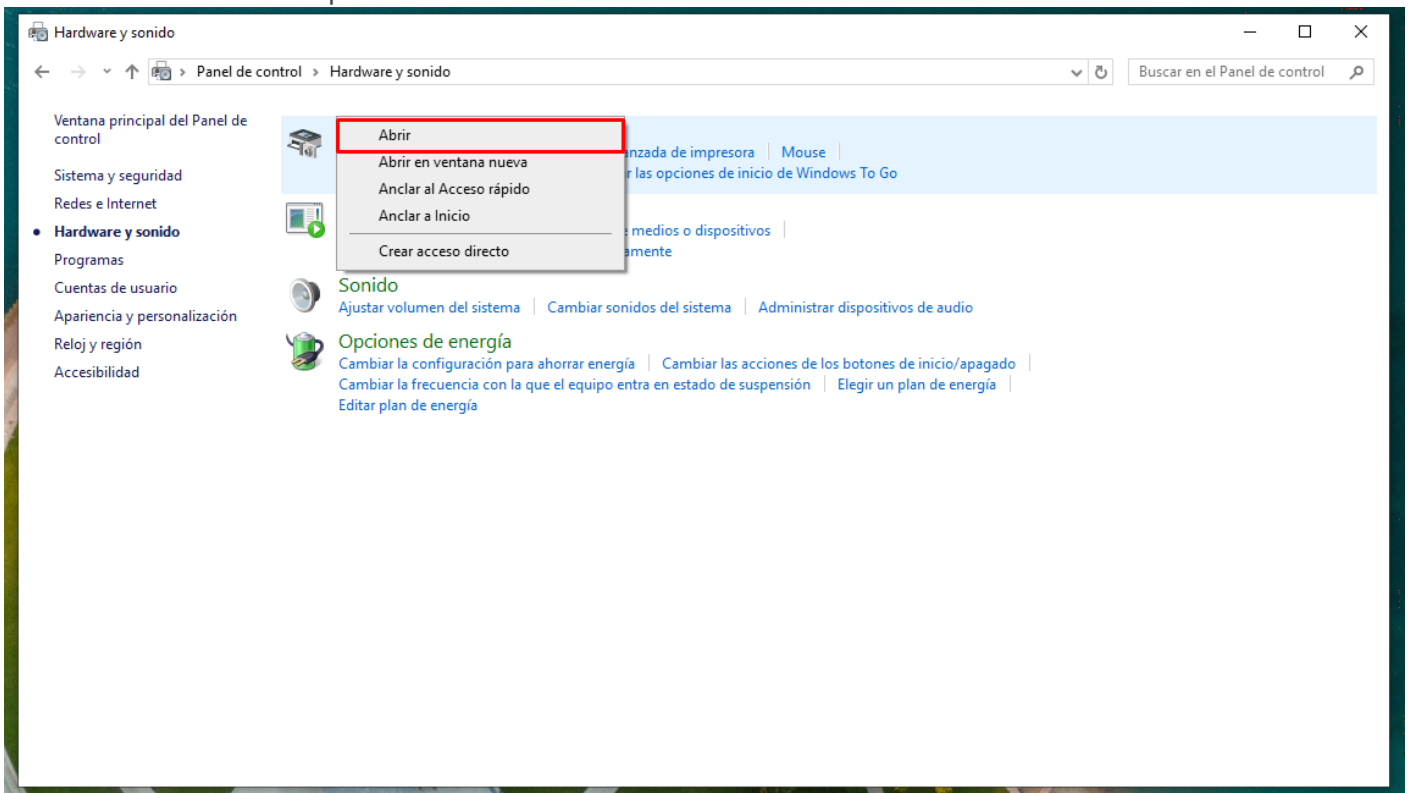 Hardware y sonido
Panel de control > Hardware y sonido
Buscar en el Panel de control
Ventana principal del Panel de
control
Sistema y seguridad
Redes e Internet
Hardware y sonido
Programas
Cuentas de usuario
Apariencia y personalización
Reloj y región
Accesibilidad
Abrir
Abrir en ventana nueva
Anclar al Acceso rápido
Anclar a Inicio
Crear acceso directo
de impresora | Mouse
las opciones de inicio de Windows To Go
medios o dispositivos
Sonido
Ajustar volumen del sistema | Cambiar sonidos del sistema | Administrar dispositivos de audio
Opciones de energía
Cambiar la configuración para ahorrar energía | Cambiar las acciones de los botones de inicio/apagado
Cambiar la frecuencia con la que el equipo entra en estado de suspensión | Elegir un plan de energía
Editar plan de energía